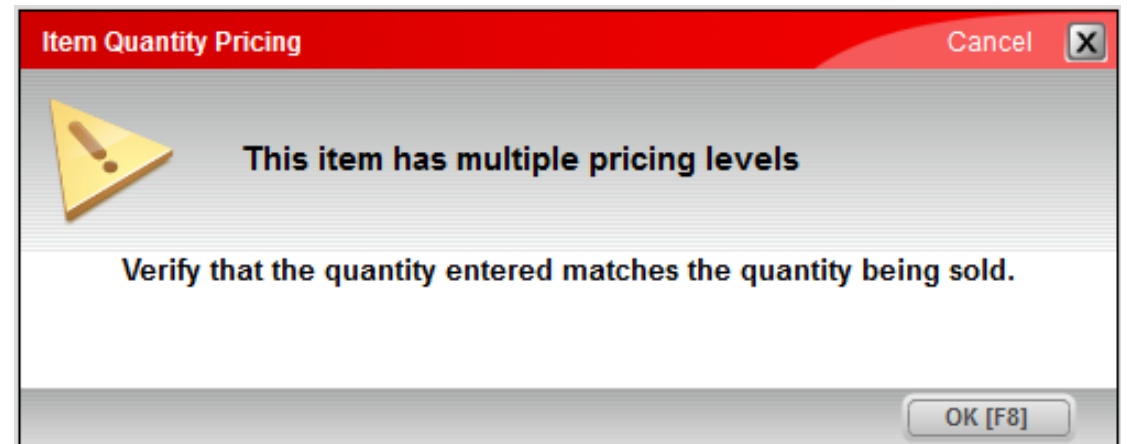 Item Quantity Pricing Cancel X
This item has multiple pricing levels
Verify that the quantity entered matches the quantity being sold.
OK [F8]